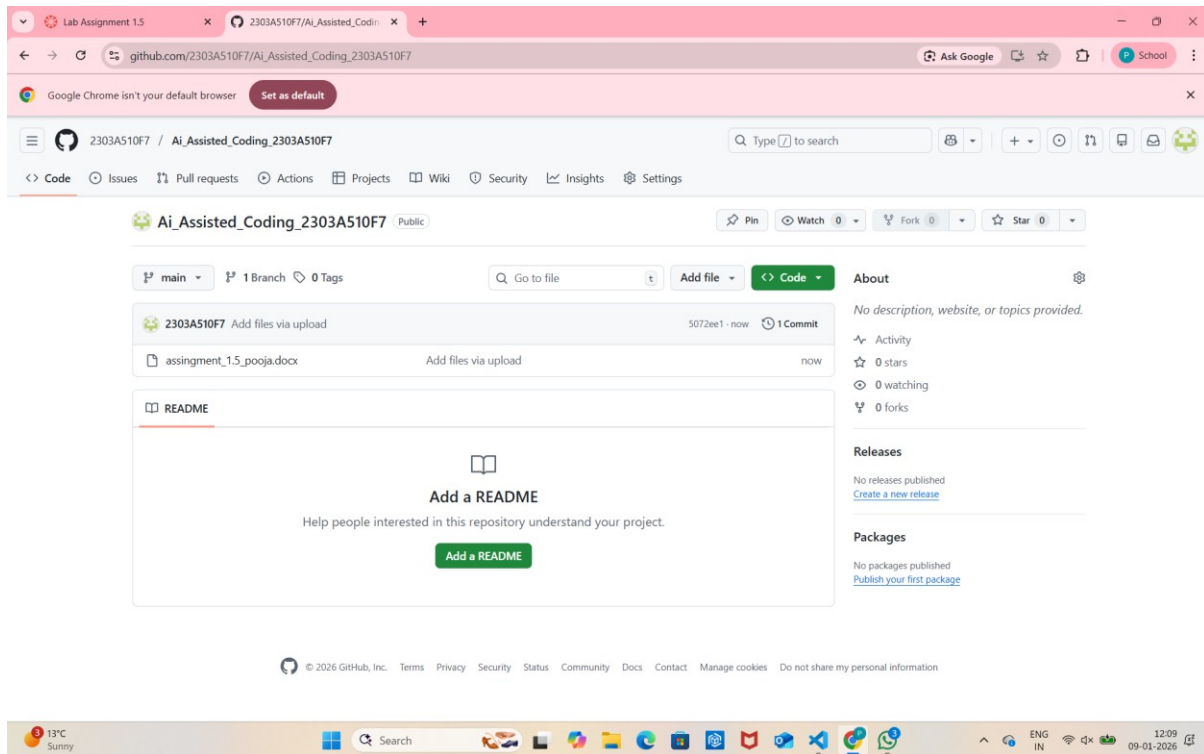 Lab Assignment 1.5
2303A510F7/Ai_Assisted_Codin
github.com/2303A510F7/Ai_Assisted_Coding_2303A510F7
Ask Google
P School
Google Chrome isn't your default browser Set as default
2303A510F7 / Ai_Assisted_Coding_2303A510F7
Type / to search
Code Issues Pull requests Actions Projects Wiki Security Insights Settings
Ai_Assisted_Coding_2303A510F7 Public
Pin Watch 0 Fork 0 Star 0
main 1 Branch 0 Tags
Go to file t Add file Code
2303A510F7 Add files via upload 5072ee1 · now 1 Commit
assingment_1.5_pooja.docx Add files via upload now
README
Add a README
Help people interested in this repository understand your project.
Add a README
About
No description, website, or topics provided.
Activity
0 stars
0 watching
0 forks
Releases
No releases published
Create a new release
Packages
No packages published
Publish your first package
© 2026 GitHub, Inc. Terms Privacy Security Status Community Docs Contact Manage cookies Do not share my personal information
3 13°C
Sunny
Search
3
ENG
IN
12:09
09-01-2026